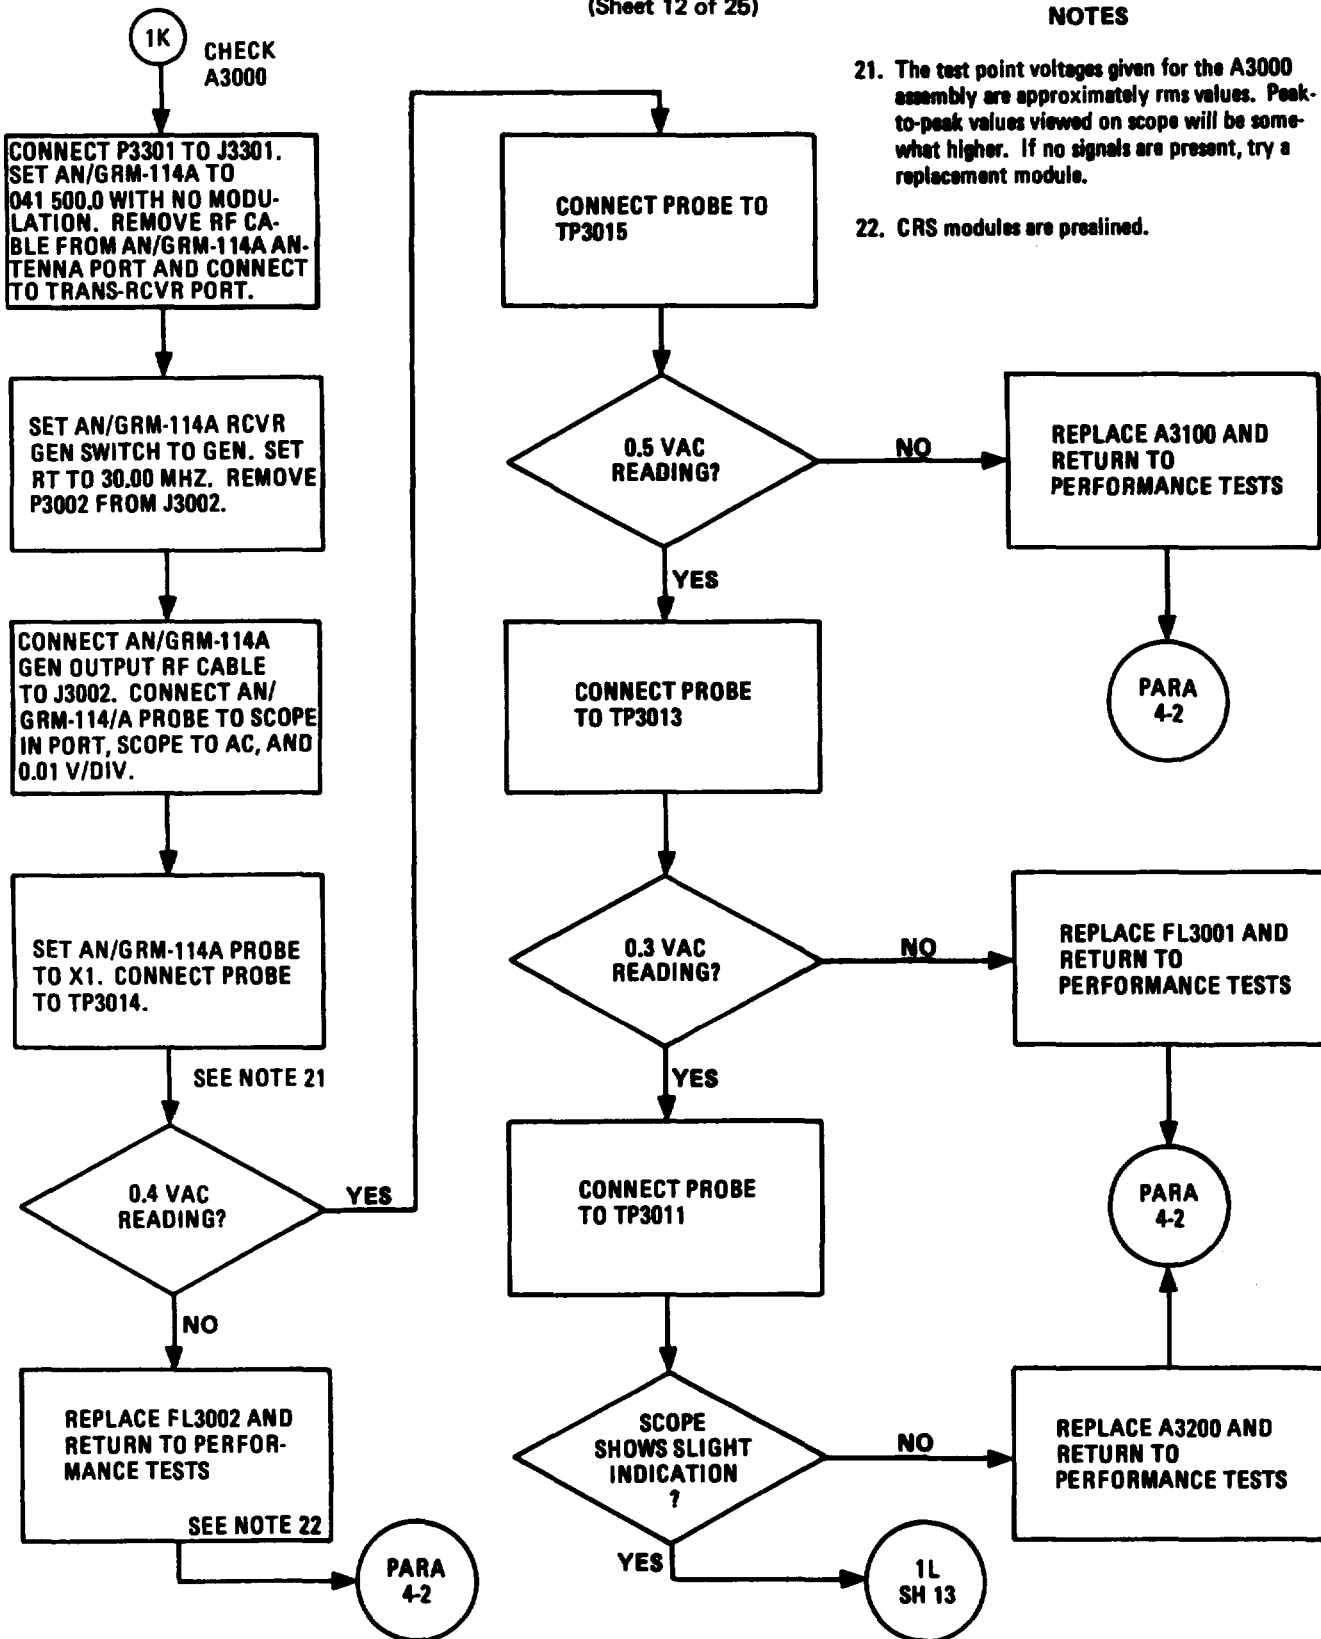 (Sheet 12 of 25)
1K
CHECK
A3000
CONNECT P3301 TO J3301.
SET AN/GRM-114A TO
041 500.0 WITH NO MODU-
LATION. REMOVE RF CA-
BLE FROM AN/GRM-114A AN-
TENNA PORT AND CONNECT
TO TRANS-RCVR PORT.
SET AN/GRM-114A RCVR
GEN SWITCH TO GEN. SET
RT TO 30.00 MHZ. REMOVE
P3002 FROM J3002.
CONNECT AN/GRM-114A
GEN OUTPUT RF CABLE
TO J3002. CONNECT AN/
GRM-114/A PROBE TO SCOPE
IN PORT, SCOPE TO AC, AND
0.01 V/DIV.
SET AN/GRM-114A PROBE
TO X1. CONNECT PROBE
TO TP3014.
SEE NOTE 21
0.4 VAC
READING?
YES
NO
REPLACE FL3002 AND
RETURN TO PERFOR-
MANCE TESTS
SEE NOTE 22
PARA
4-2
CONNECT PROBE TO
TP3015
0.5 VAC
READING?
NO
YES
REPLACE A3100 AND
RETURN TO
PERFORMANCE TESTS
PARA
4-2
CONNECT PROBE
TO TP3013
0.3 VAC
READING?
NO
YES
REPLACE FL3001 AND
RETURN TO
PERFORMANCE TESTS
PARA
4-2
CONNECT PROBE
TO TP3011
SCOPE
SHOWS SLIGHT
INDICATION
?
NO
YES
REPLACE A3200 AND
RETURN TO
PERFORMANCE TESTS
1L
SH 13
NOTES
21. The test point voltages given for the A3000
assembly are approximately rms values. Peak-
to-peak values viewed on scope will be some-
what higher. If no signals are present, try a
replacement module.
22. CRS modules are prealined.